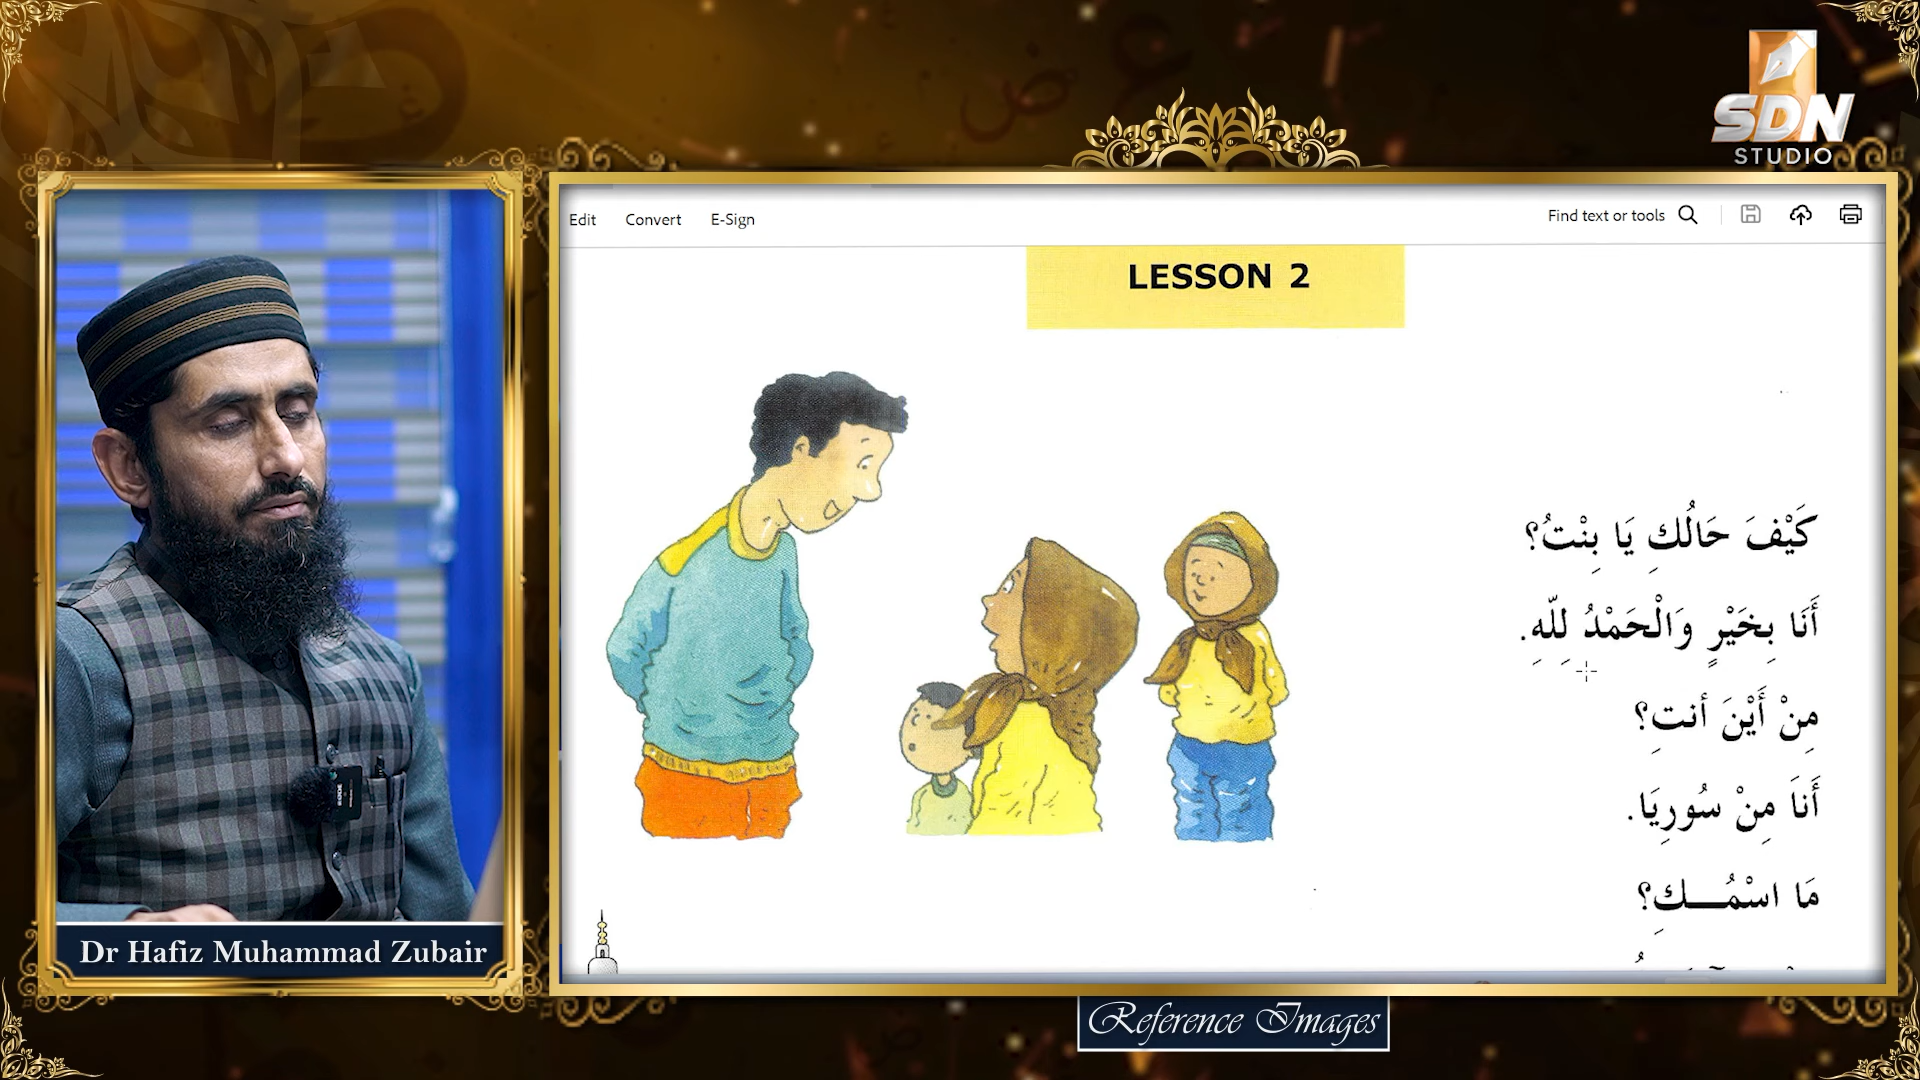 SDN
STUDIO
Edit Convert E-Sign
Find text or tools
LESSON 2
كَيْفَ حَالُكِ يَا بِنْتُ؟
أَنَا بِخَيْرٍ وَالْحَمْدُ لِلّهِ.
مِنْ أَيْنَ أنتِ؟
أَناَ مِنْ سُورِيَا.
مَا اسْمُـــكِ؟
Dr Hafiz Muhammad Zubair
Reference Images